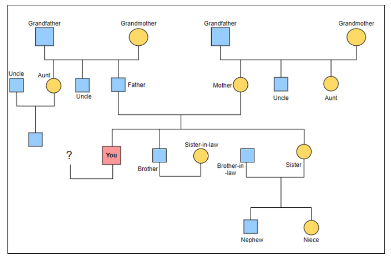 Grandfather
Grandmother
Grandfather
Grandmother
Uncle
Aunt
Uncle
Father
Mother
Uncle
Aunt
?
You
Brother
Sister-in-law
Brother-in
-law
Sister
Nephew
Niece